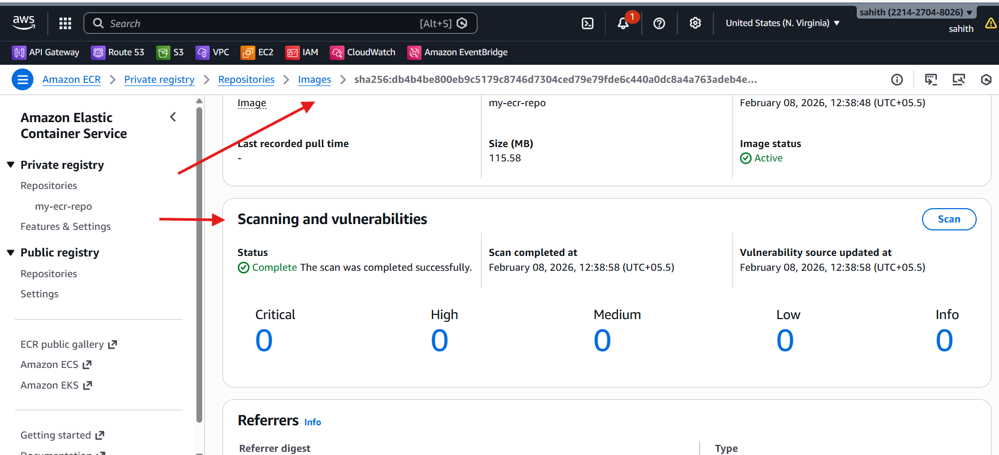 aws
Search
[Alt+S]
1
United States (N. Virginia)
sahith (2214-2704-8026)
sahith
API Gateway
Route 53
S3
VPC
EC2
IAM
CloudWatch
Amazon EventBridge
Amazon ECR
Private registry
Repositories
Images
sha256:db4b4be800eb9c5179c8746d7304ced79e79fde6c440a0dc8a4a763adeb4e...
Amazon Elastic
Container Service
Private registry
Repositories
my-ecr-repo
Features & Settings
Public registry
Repositories
Settings
ECR public gallery
Amazon ECS
Amazon EKS
Getting started
Documentation
Image
my-ecr-repo
February 08, 2026, 12:38:48 (UTC+05.5)
Last recorded pull time
-
Size (MB)
115.58
Image status
Active
Scanning and vulnerabilities
Scan
Status
Complete The scan was completed successfully.
Scan completed at
February 08, 2026, 12:38:58 (UTC+05.5)
Vulnerability source updated at
February 08, 2026, 12:38:58 (UTC+05.5)
Critical
0
High
0
Medium
0
Low
0
Info
0
Referrers Info
Referrer digest
Type